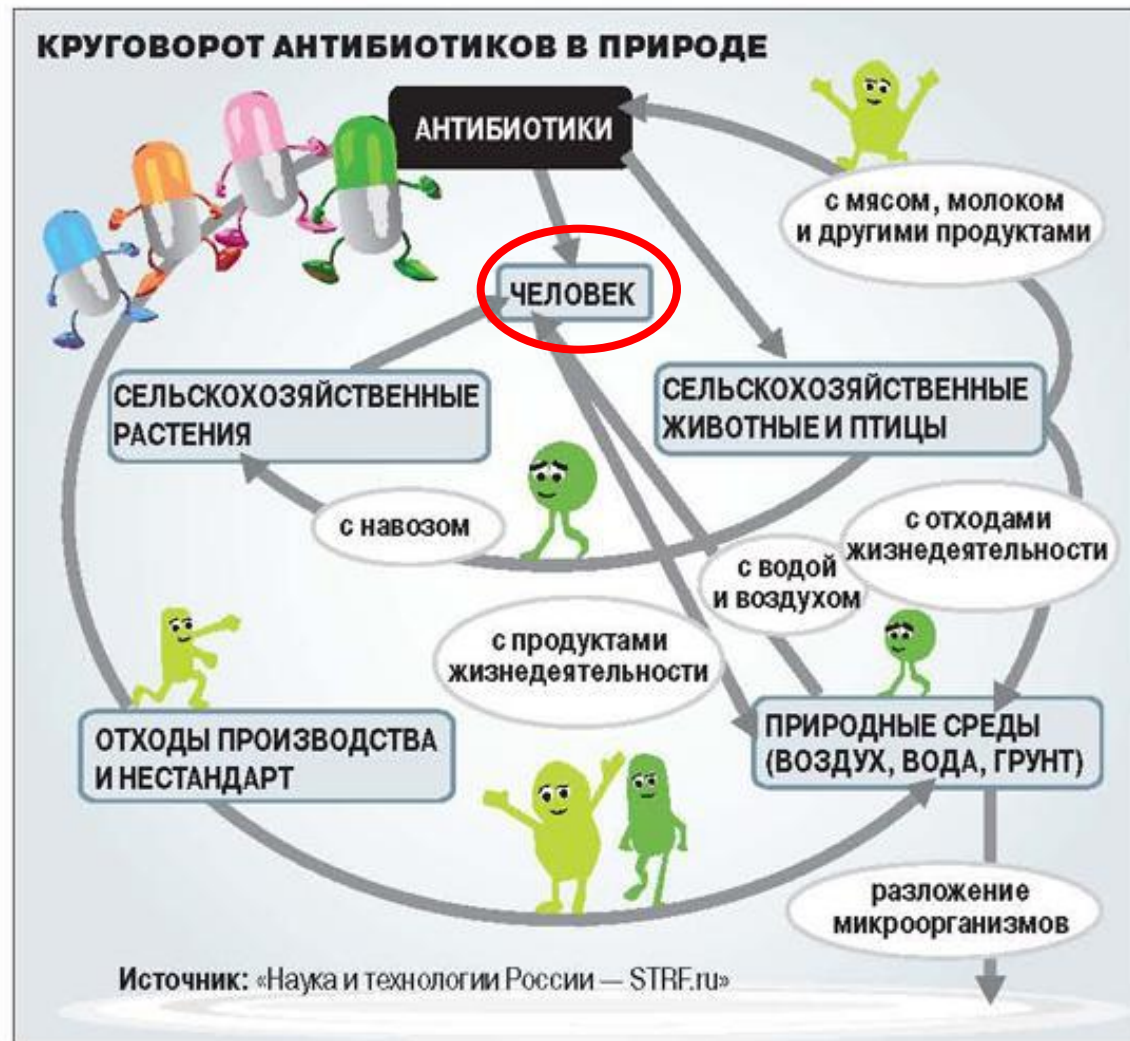 КРУГОВОРОТ АНТИБИОТИКОВ В ПРИРОДЕ
АНТИБИОТИКИ
с мясом, молоком
и другими продуктами
ЧЕЛОВЕК
СЕЛЬСКОХОЗЯЙСТВЕННЫЕ
РАСТЕНИЯ
СЕЛЬСКОХОЗЯЙСТВЕННЫЕ
ЖИВОТНЫЕ И ПТИЦЫ
с навозом
с отходами
жизнедеятельности
с водой
и воздухом
с продуктами
жизнедеятельности
ОТХОДЫ ПРОИЗВОДСТВА
И НЕСТАНДАРТ
ПРИРОДНЫЕ СРЕДЫ
(ВОЗДУХ, ВОДА, ГРУНТ)
разложение
микроорганизмов
Источник: «Наука и технологии России — STRF.ru»